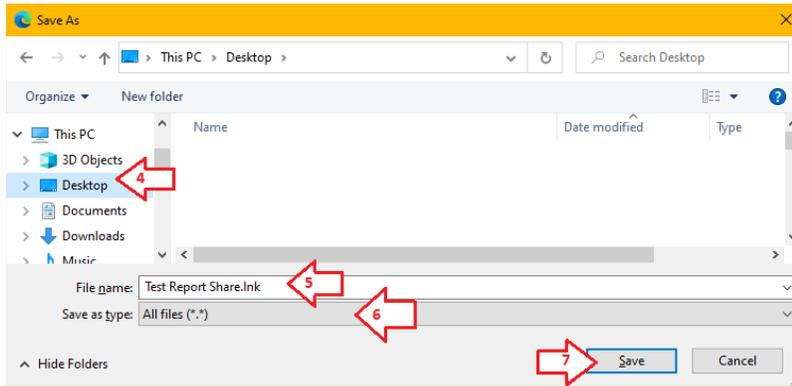 Save As
This PC > Desktop >
Search Desktop
Organize
New folder
Name
Date modified
Type
This PC
3D Objects
Desktop
4
Documents
Downloads
Music
File name: Test Report Share.lnk
5
Save as type: All files (*.*)
6
Hide Folders
7
Save
Cancel